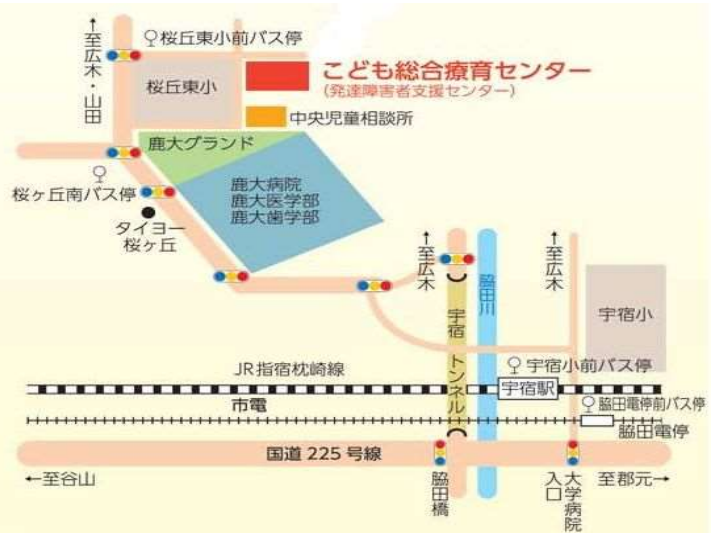 ↑至広木・山田
桜丘東小前バス停
桜丘東小
こども総合療育センター
(発達障害者支援センター)
中央児童相談所
鹿大グランド
桜ヶ丘南バス停
鹿大病院
鹿大医学部
鹿大歯学部
タイヨー
桜ヶ丘
↑至広木
脇田川
↑至広木
宇宿小
宇宿トンネル
宇宿小前バス停
JR指宿枕崎線
宇宿駅
市電
脇田電停前バス停
脇田電停
国道225号線
←至谷山
脇田橋
大学病院
入口
至郡元→